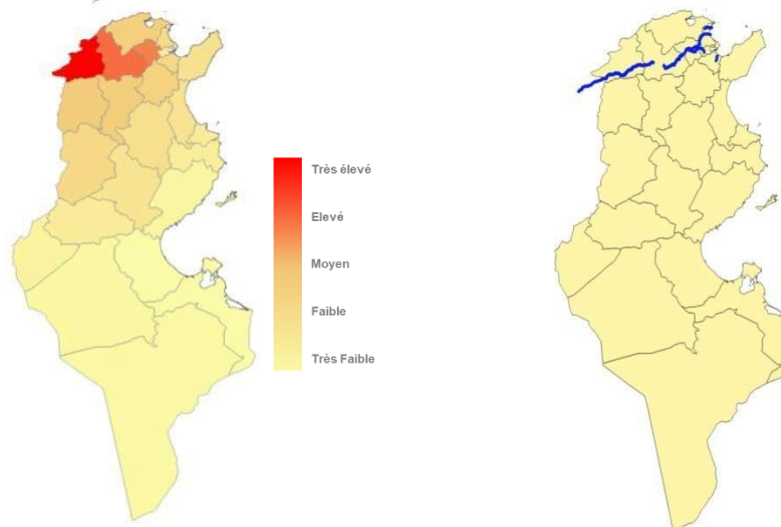 Très élevé
Elevé
Moyen
Faible
Très Faible